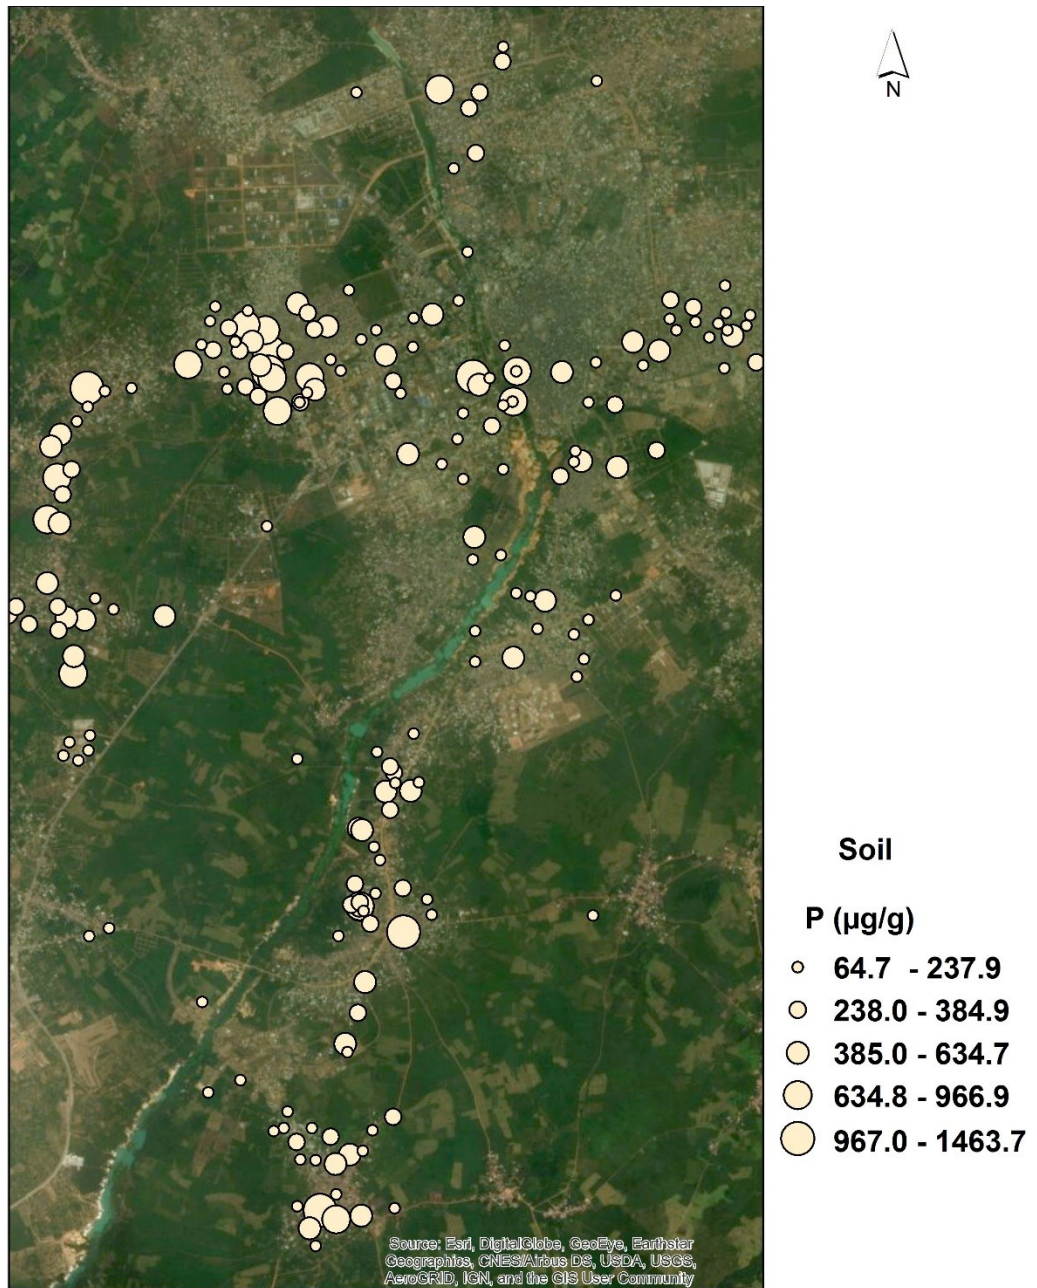 N
Soil
P (µg/g)
64.7 - 237.9
238.0 - 384.9
385.0 - 634.7
634.8 - 966.9
967.0 - 1463.7
Source: Esri, DigitalGlobe, GeoEye, Earthstar
Geographics, CNES/Airbus DS, USDA, USGS,
AeroGRID, IGN, and the GIS User Community